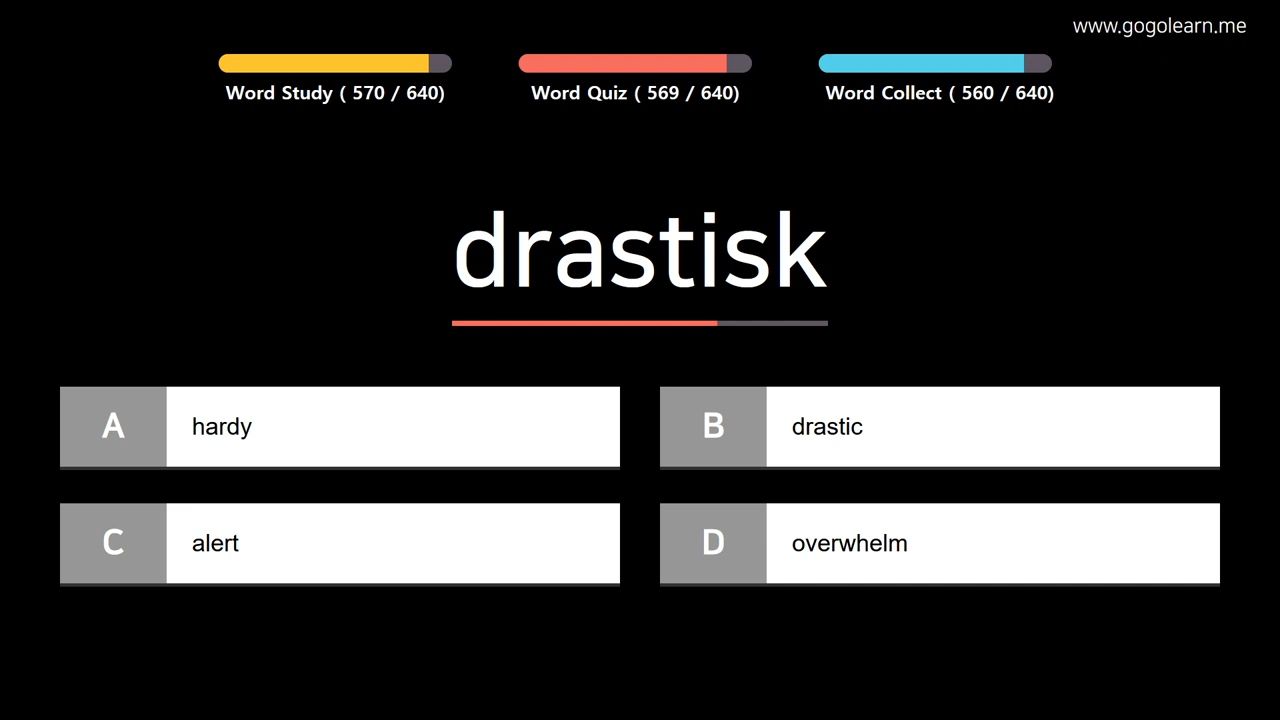 www.gogolearn.me
Word Study ( 570 / 640)
Word Quiz ( 569 / 640)
Word Collect ( 560 / 640)
drastisk
A hardy
B drastic
C alert
D overwhelm